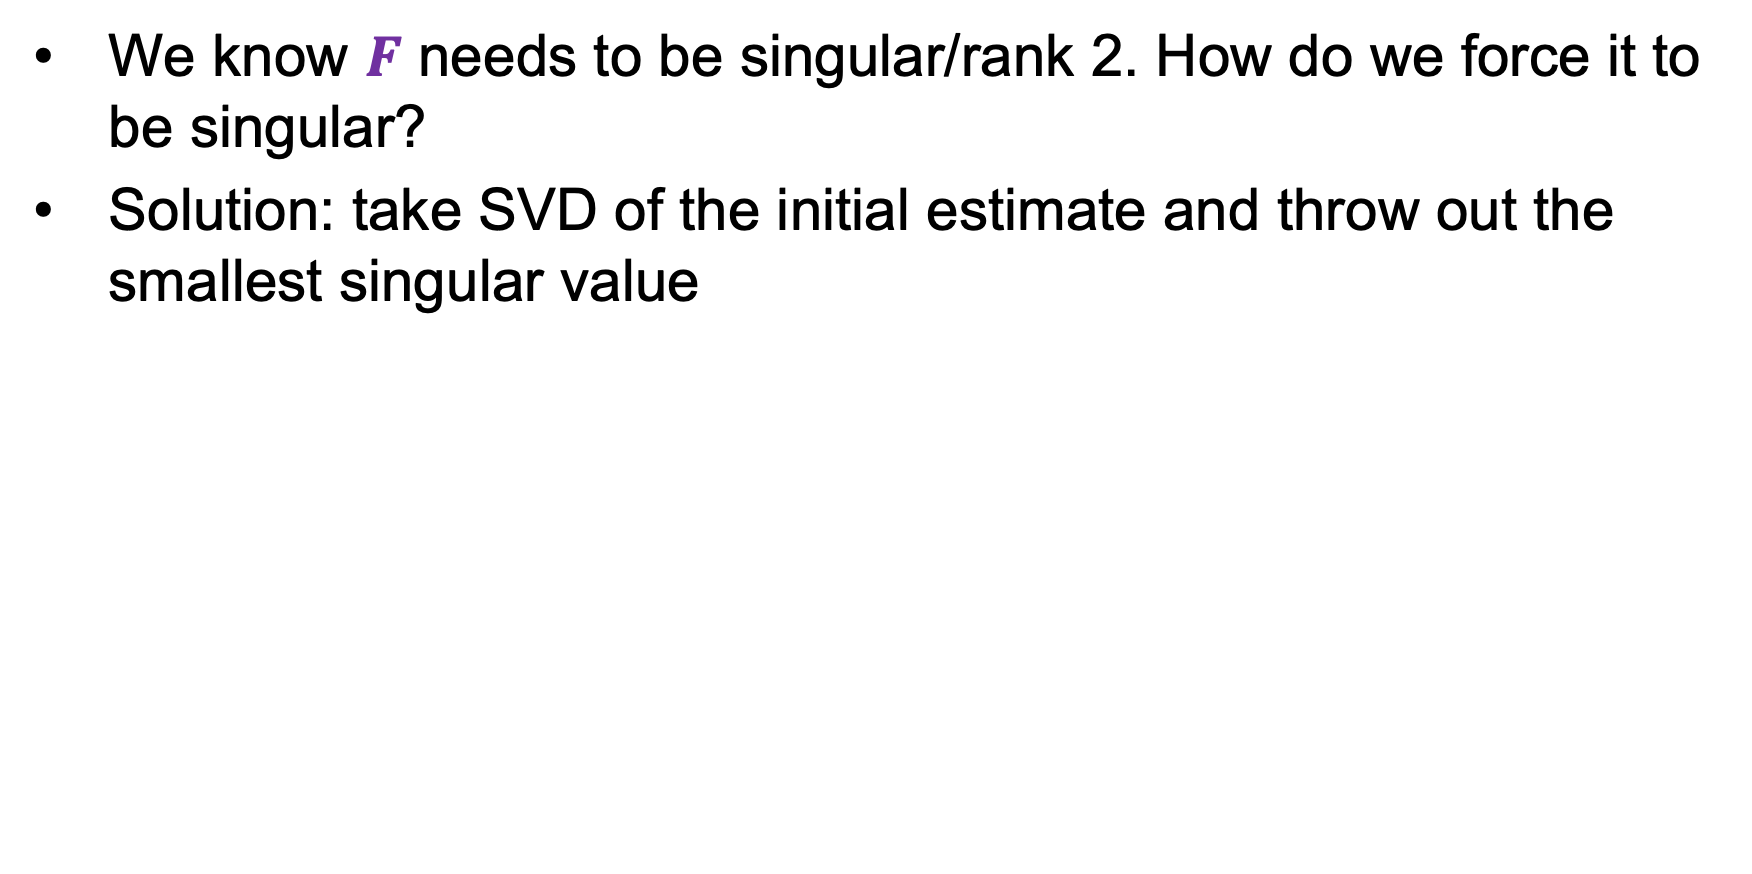 • We know F needs to be singular/rank 2. How do we force it to
be singular?
• Solution: take SVD of the initial estimate and throw out the
smallest singular value